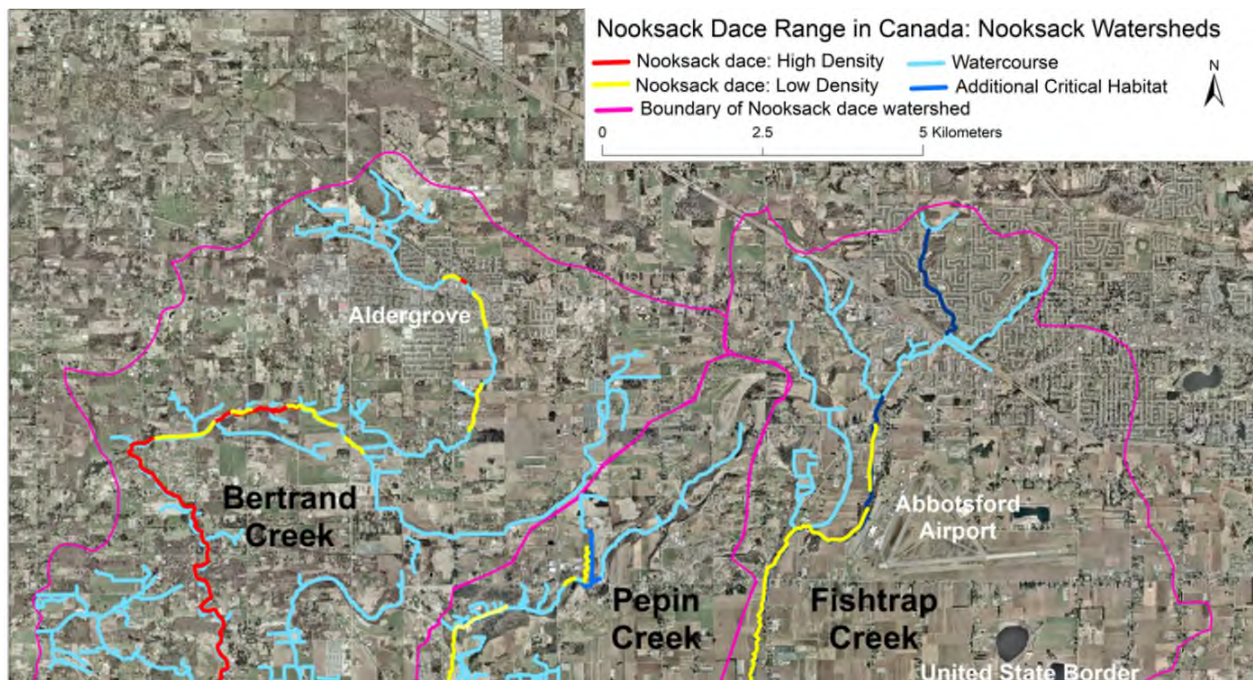 Nooksack Dace Range in Canada: Nooksack Watersheds
Nooksack dace: High Density
Watercourse
Nooksack dace: Low Density
Additional Critical Habitat
Boundary of Nooksack dace watershed
N
0 2.5 5 Kilometers
Aldergrove
Bertrand
Creek
Abbotsford
Airport
Pepin
Creek
Fishtrap
Creek
United State Border